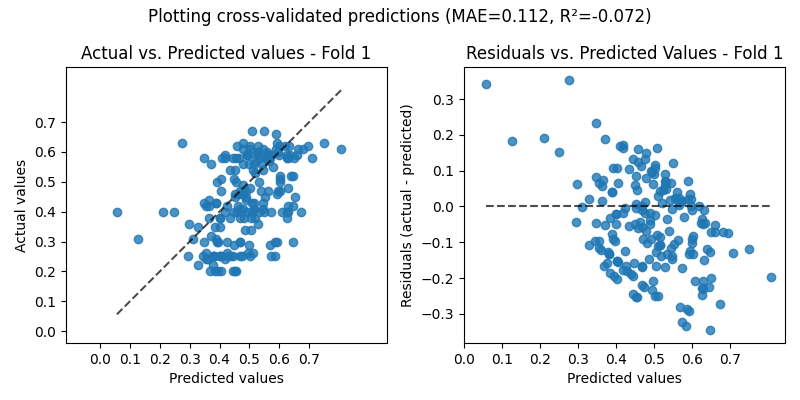 Plotting cross-validated predictions (MAE=0.112, R²=-0.072)
Actual vs. Predicted values - Fold 1
Actual values
0.7
0.6
0.5
0.4
0.3
0.2
0.1
0.0
0.0 0.1 0.2 0.3 0.4 0.5 0.6 0.7
Predicted values
Residuals vs. Predicted Values - Fold 1
Residuals (actual - predicted)
0.3
0.2
0.1
0.0
−0.1
−0.2
−0.3
0.0 0.1 0.2 0.3 0.4 0.5 0.6 0.7
Predicted values